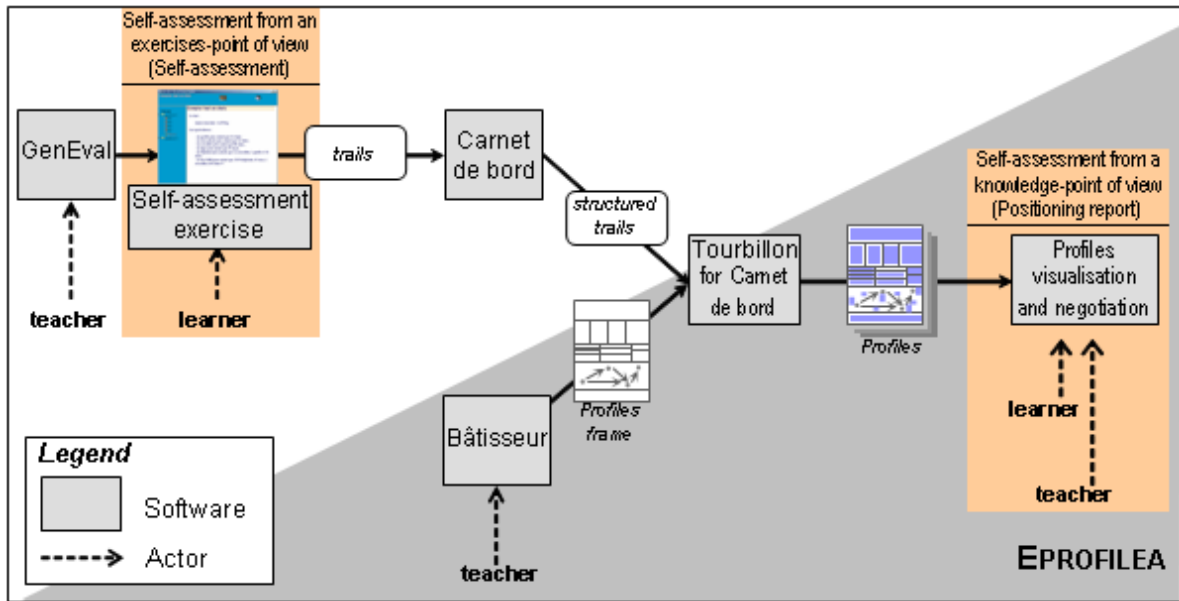 Self-assessment from an
exercises-point of view
(Self-assessment)
GenEval
trails
Carnet
de bord
Self-assessment
exercise
structured
trails
Self-assessment from a
knowledge-point of view
(Positioning report)
Tourbillon
for Carnet
de bord
Profiles
visualisation
and negotiation
teacher
learner
Profiles
Profiles
frame
Bâtisseur
learner
teacher
teacher
Legend
Software
Actor
EPROFILEA